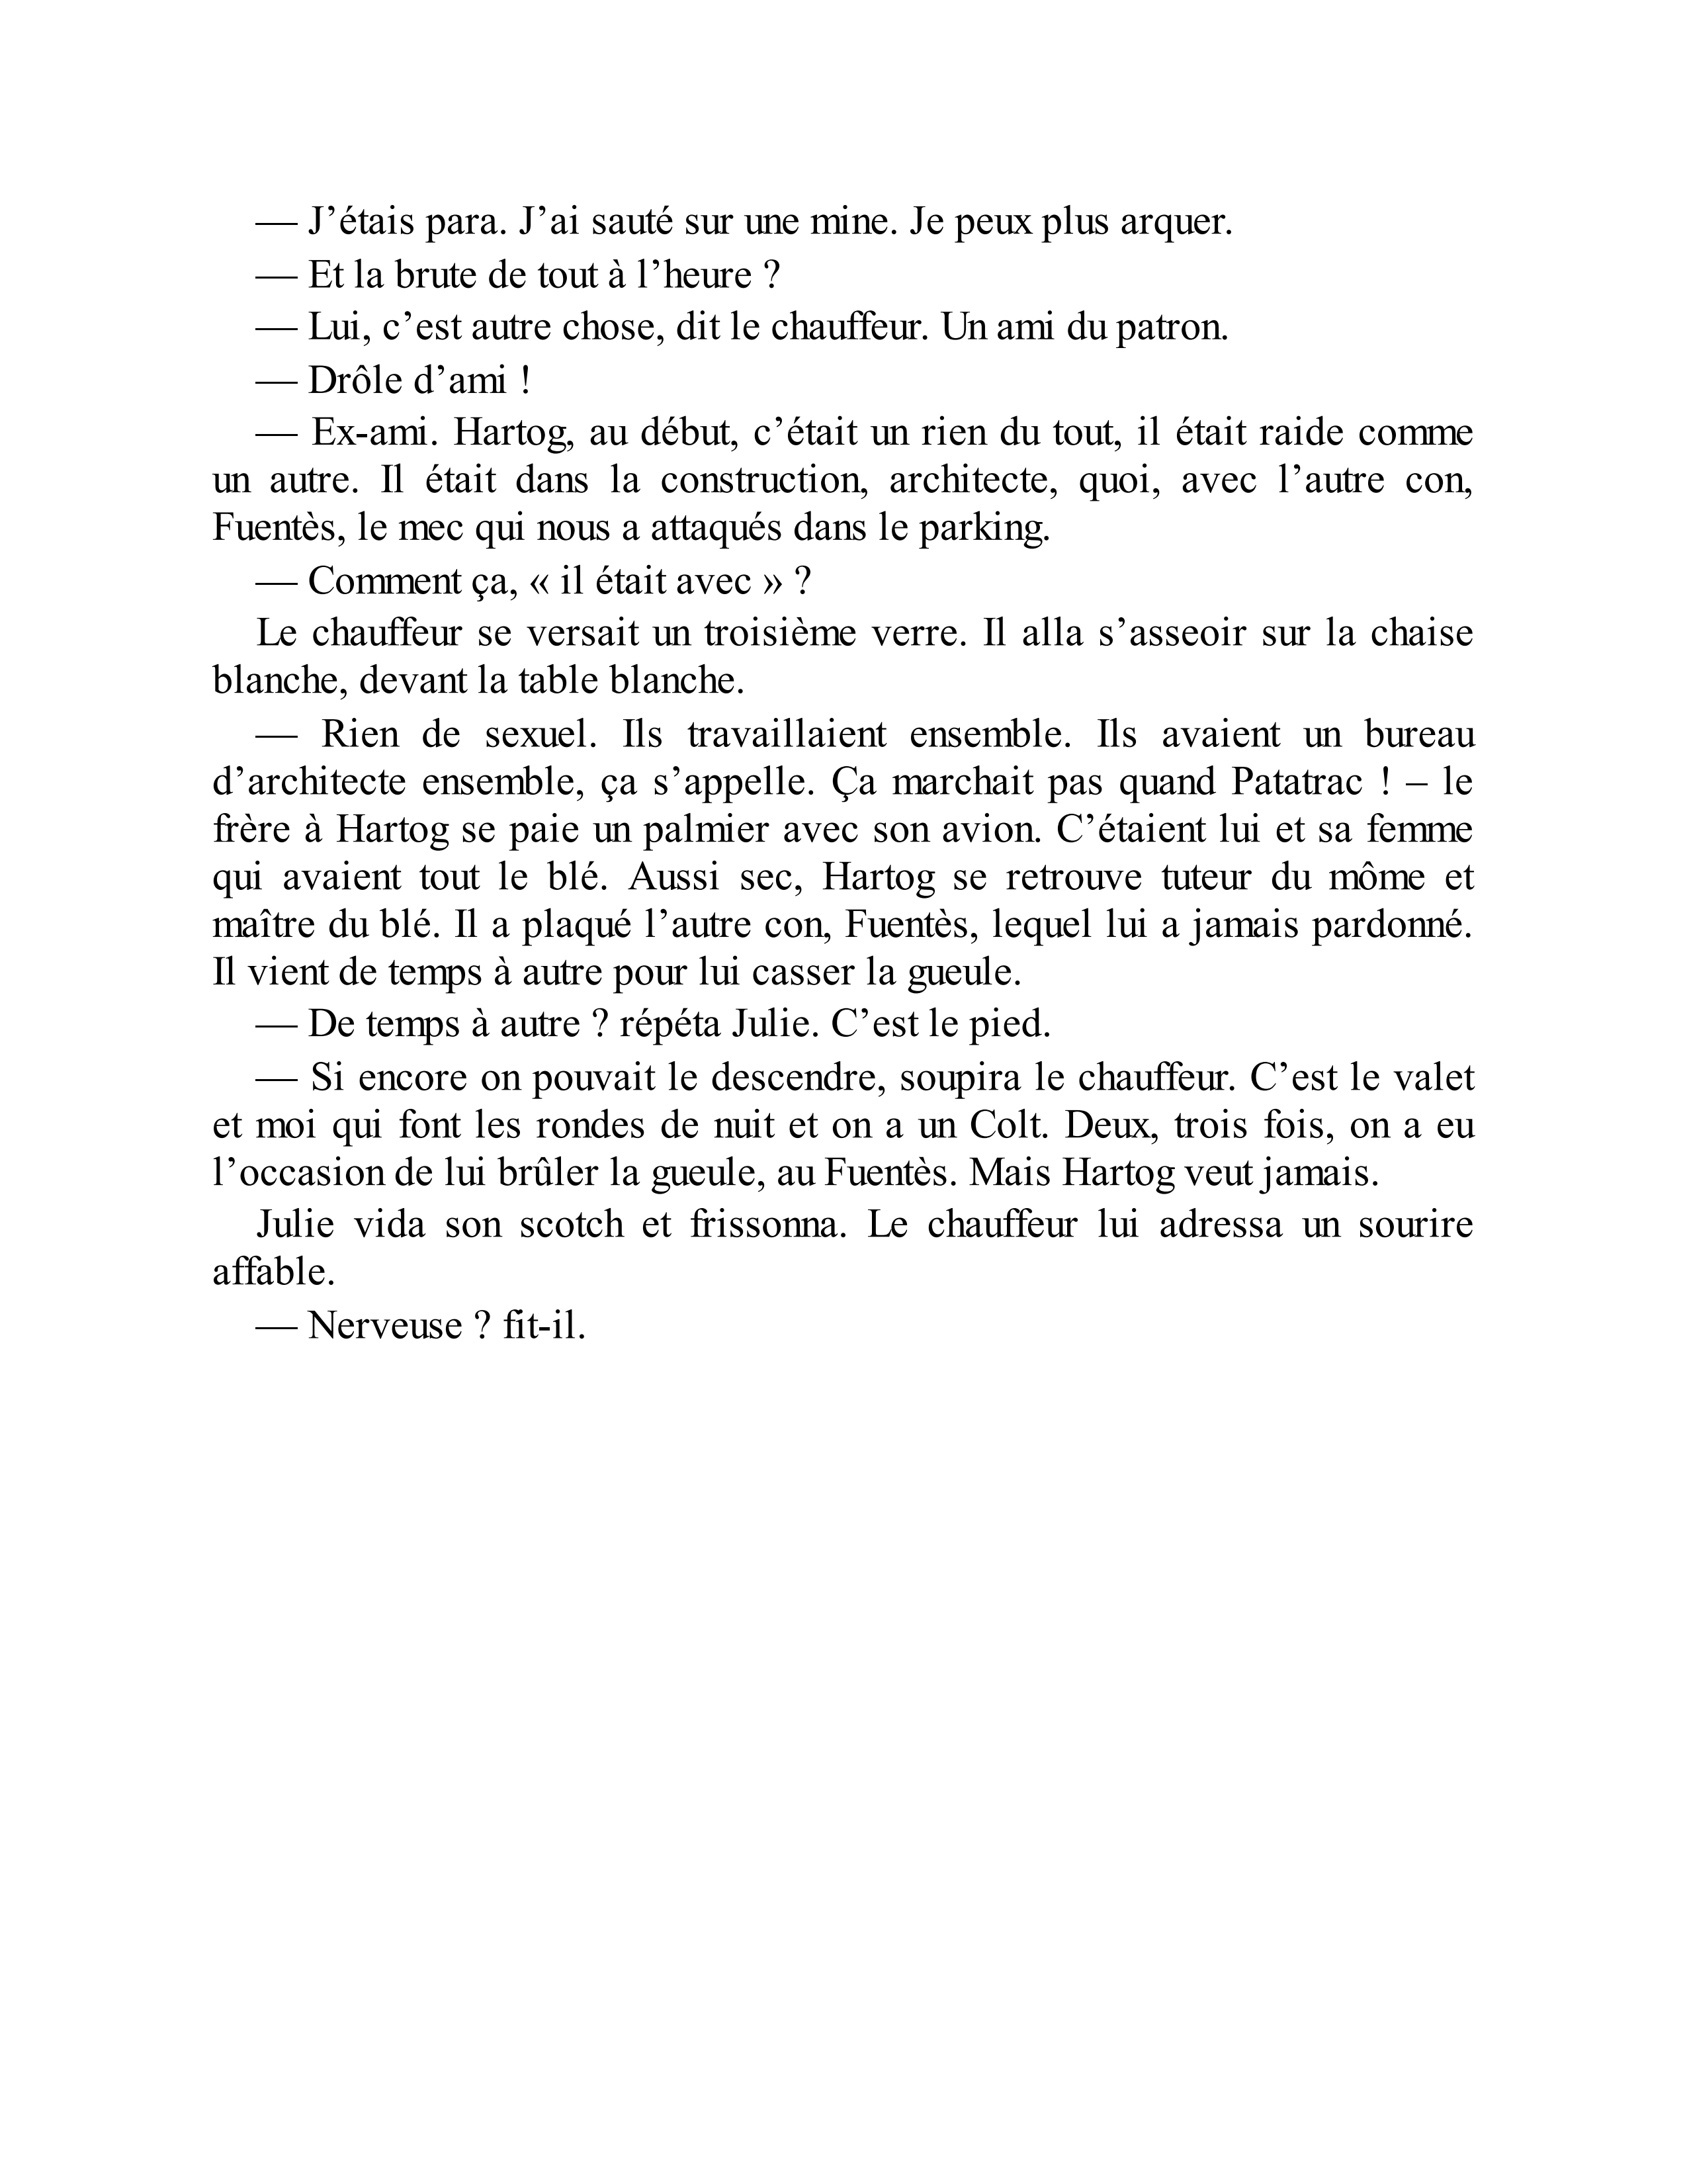 — J’étais para. J’ai sauté sur une mine. Je peux plus arquer.
— Et la brute de tout à l’heure ?
— Lui, c’est autre chose, dit le chauffeur. Un ami du patron.
— Drôle d’ami !
— Ex-ami. Hartog, au début, c’était un rien du tout, il était raide comme
un autre. Il était dans la construction, architecte, quoi, avec l’autre con,
Fuentès, le mec qui nous a attaqués dans le parking.
— Comment ça, « il était avec » ?
Le chauffeur se versait un troisième verre. Il alla s’asseoir sur la chaise
blanche, devant la table blanche.
— Rien de sexuel. Ils travaillaient ensemble. Ils avaient un bureau
d’architecte ensemble, ça s’appelle. Ça marchait pas quand Patatrac ! – le
frère à Hartog se paie un palmier avec son avion. C’étaient lui et sa femme
qui avaient tout le blé. Aussi sec, Hartog se retrouve tuteur du môme et
maître du blé. Il a plaqué l’autre con, Fuentès, lequel lui a jamais pardonné.
Il vient de temps à autre pour lui casser la gueule.
— De temps à autre ? répéta Julie. C’est le pied.
— Si encore on pouvait le descendre, soupira le chauffeur. C’est le valet
et moi qui font les rondes de nuit et on a un Colt. Deux, trois fois, on a eu
l’occasion de lui brûler la gueule, au Fuentès. Mais Hartog veut jamais.
Julie vida son scotch et frissonna. Le chauffeur lui adressa un sourire
affable.
— Nerveuse ? fit-il.